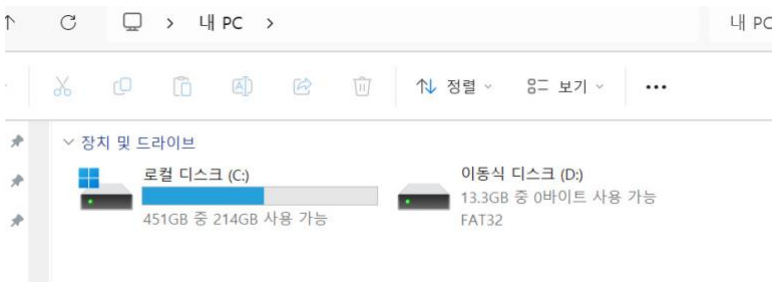 내 PC
내 PC
정렬
보기
장치 및 드라이브
로컬 디스크 (C:)
451GB 중 214GB 사용 가능
이동식 디스크 (D:)
13.3GB 중 0바이트 사용 가능
FAT32